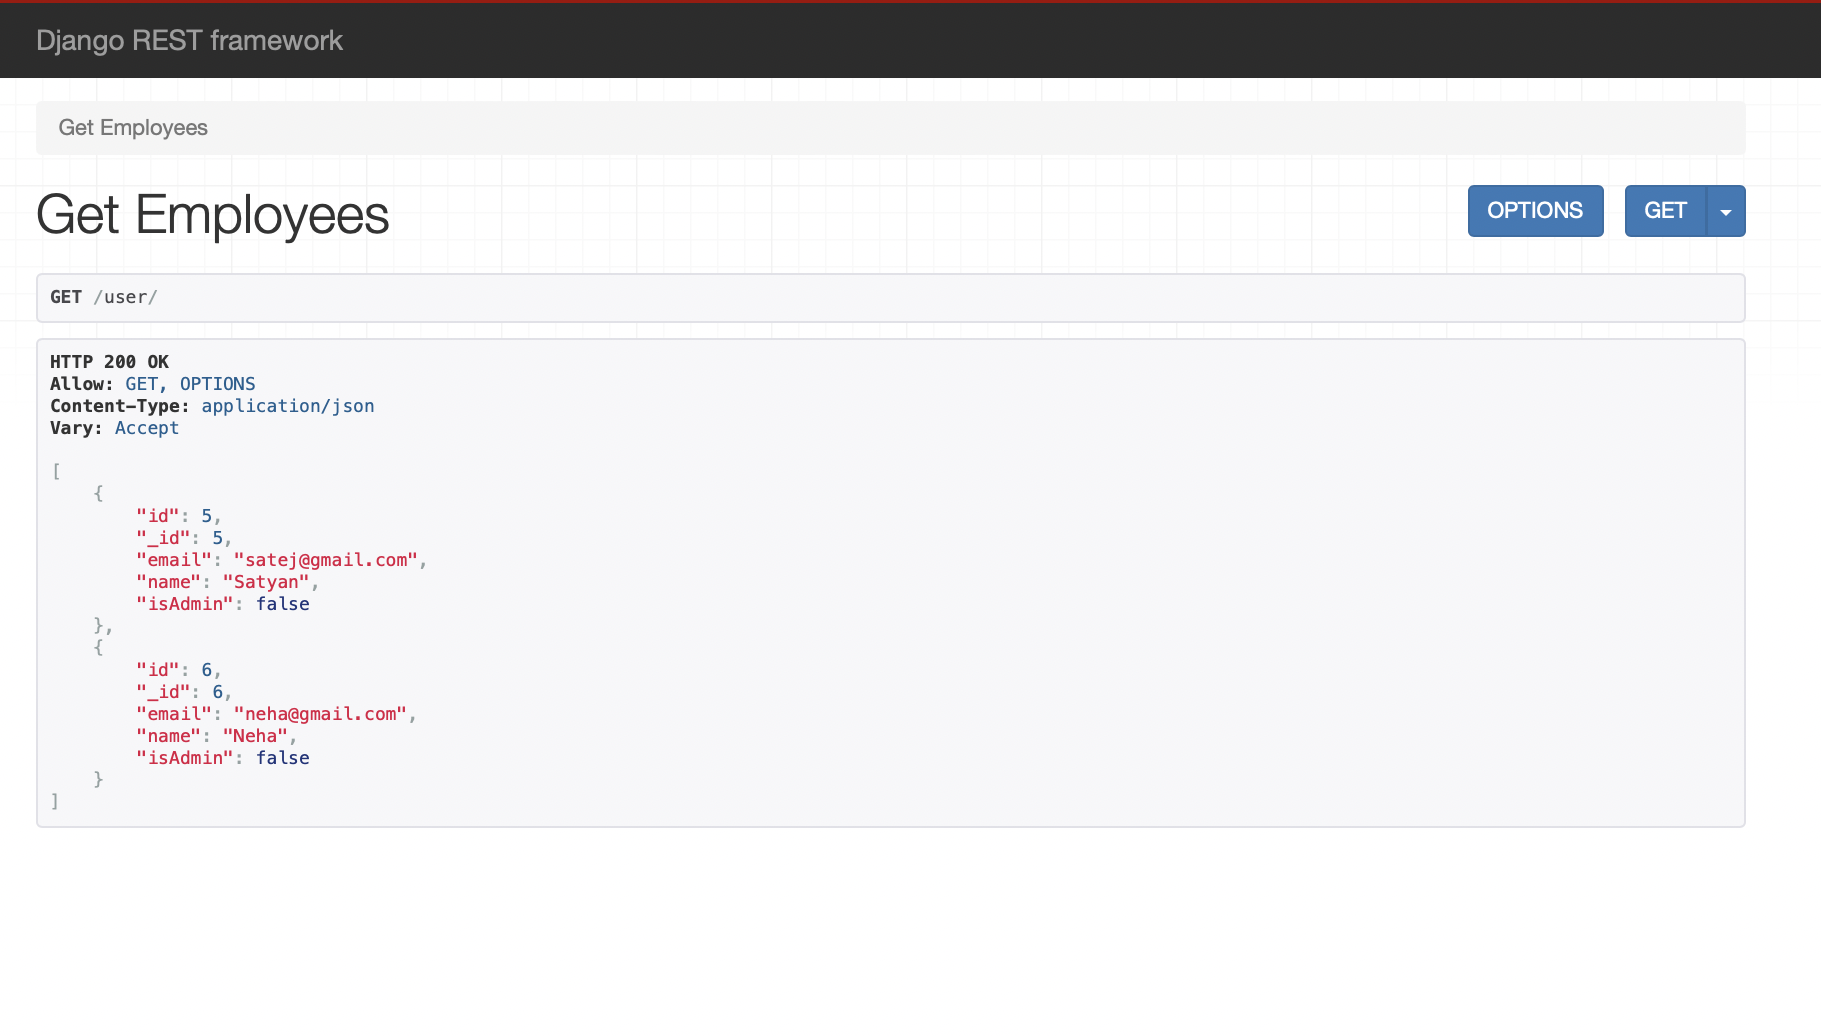 Django REST framework
Get Employees
Get Employees
OPTIONS
GET
GET /user/
HTTP 200 OK
Allow: GET, OPTIONS
Content-Type: application/json
Vary: Accept
[
    {
        "id": 5,
        "_id": 5,
        "email": "satej@gmail.com",
        "name": "Satyan",
        "isAdmin": false
    },
    {
        "id": 6,
        "_id": 6,
        "email": "neha@gmail.com",
        "name": "Neha",
        "isAdmin": false
    }
]